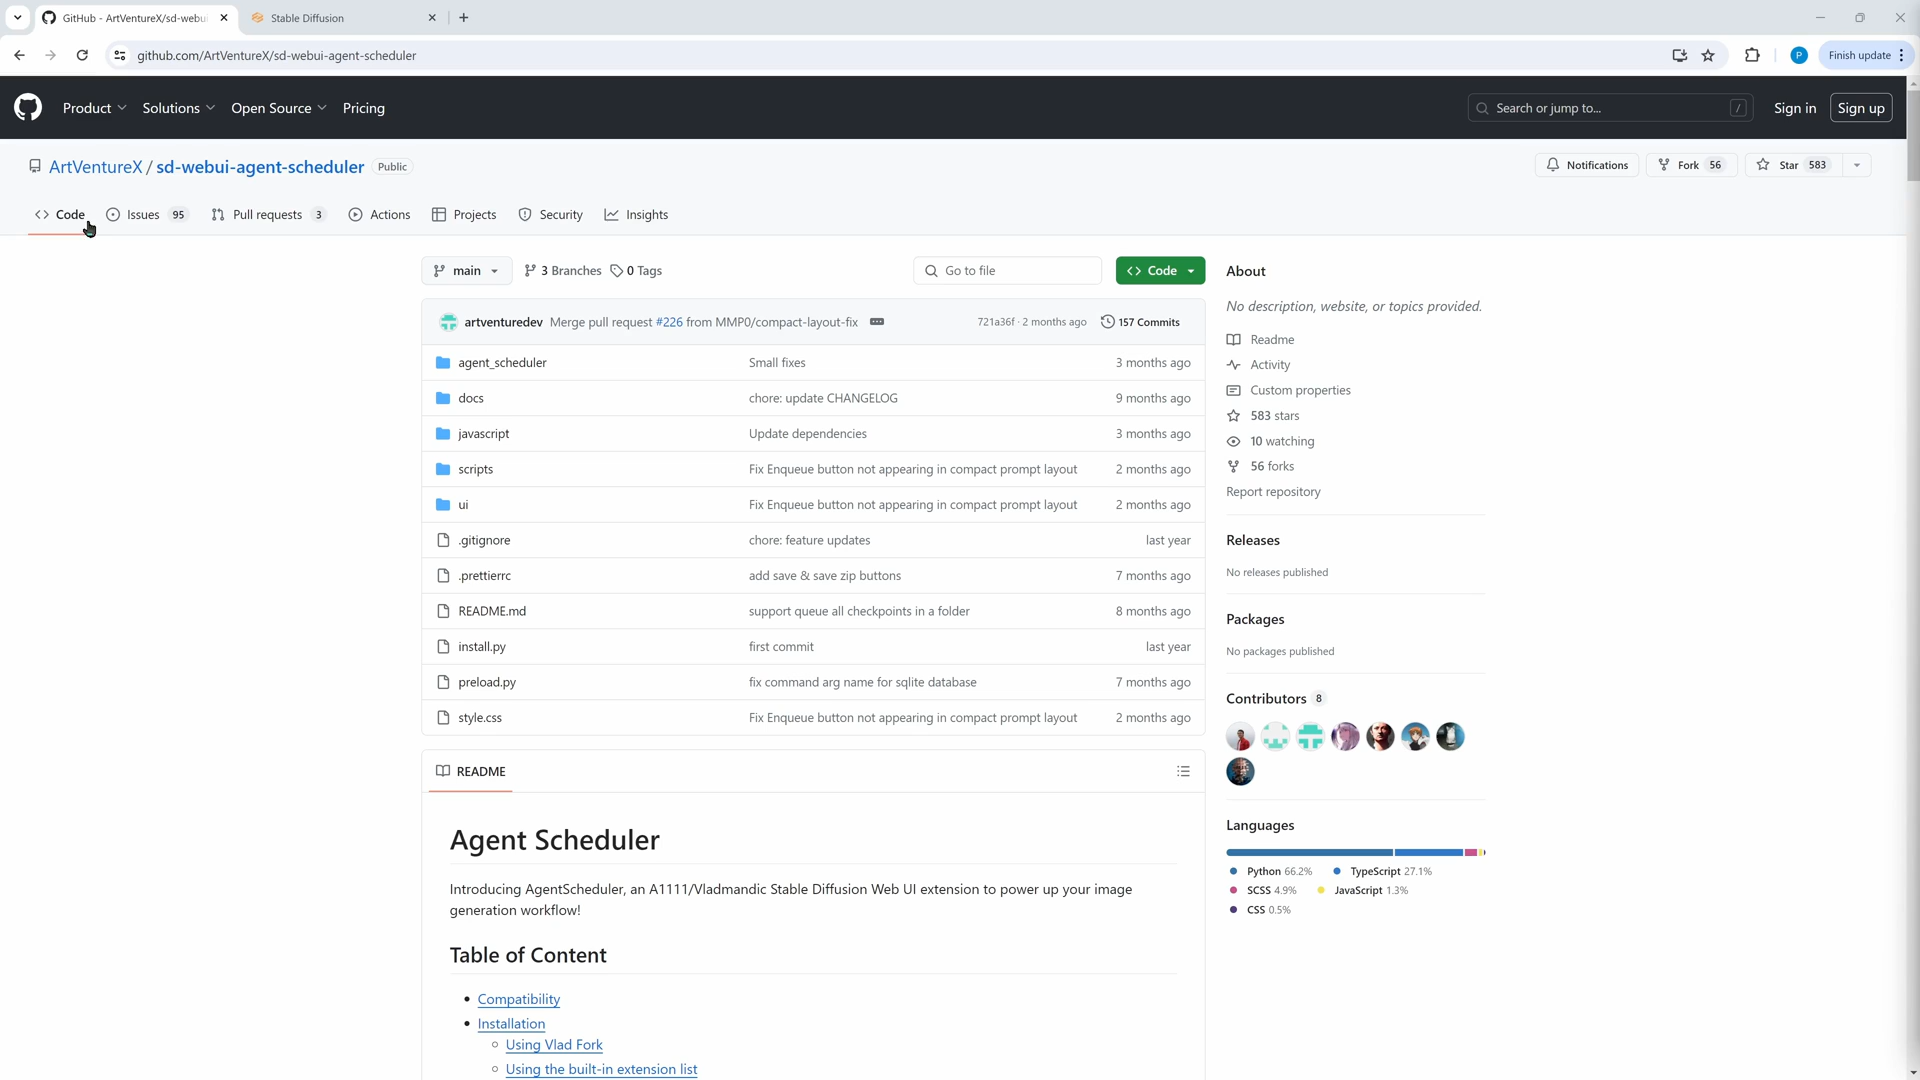 GitHub - ArtVentureX/sd-webu
Stable Diffusion
github.com/ArtVentureX/sd-webui-agent-scheduler
P
Finish update
Product
Solutions
Open Source
Pricing
Search or jump to...
/
Sign in
Sign up
ArtVentureX / sd-webui-agent-scheduler
Public
Notifications
Fork 56
Star 583
Code
Issues 95
Pull requests 3
Actions
Projects
Security
Insights
main
3 Branches
0 Tags
Go to file
Code
artventuredev Merge pull request #226 from MMP0/compact-layout-fix
721a36f · 2 months ago
157 Commits
agent_scheduler Small fixes 3 months ago
docs chore: update CHANGELOG 9 months ago
javascript Update dependencies 3 months ago
scripts Fix Enqueue button not appearing in compact prompt layout 2 months ago
ui Fix Enqueue button not appearing in compact prompt layout 2 months ago
.gitignore chore: feature updates last year
.prettierrc add save & save zip buttons 7 months ago
README.md support queue all checkpoints in a folder 8 months ago
install.py first commit last year
preload.py fix command arg name for sqlite database 7 months ago
style.css Fix Enqueue button not appearing in compact prompt layout 2 months ago
README
Agent Scheduler
Introducing AgentScheduler, an A1111/Vladmandic Stable Diffusion Web UI extension to power up your image
generation workflow!
Table of Content
Compatibility
Installation
Using Vlad Fork
Using the built-in extension list
About
No description, website, or topics provided.
Readme
Activity
Custom properties
583 stars
10 watching
56 forks
Report repository
Releases
No releases published
Packages
No packages published
Contributors 8
Languages
Python 66.2%
TypeScript 27.1%
SCSS 4.9%
JavaScript 1.3%
CSS 0.5%